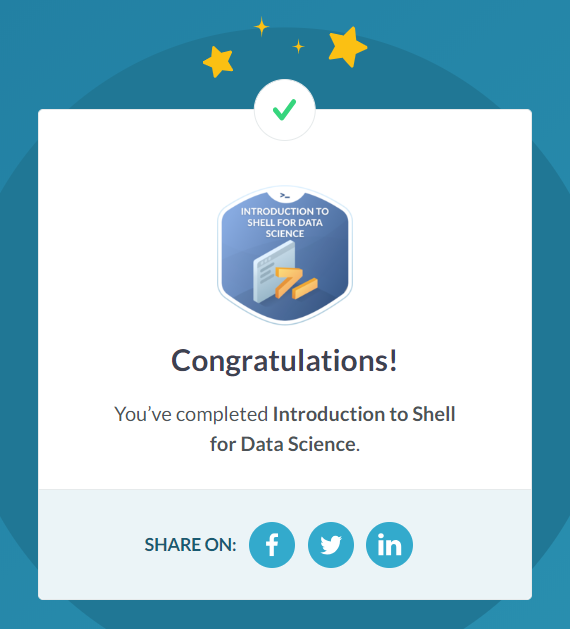 >_
INTRODUCTION TO
SHELL FOR DATA
SCIENCE
Congratulations!
You’ve completed Introduction to Shell
for Data Science.
SHARE ON:
f
in